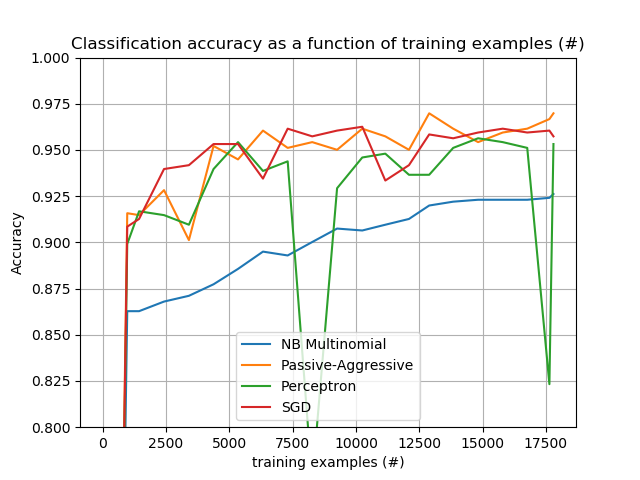 Classification accuracy as a function of training examples (#)
1.000
0.975
0.950
0.925
0.900
0.875
0.850
0.825
0.800
Accuracy
NB Multinomial
Passive-Aggressive
Perceptron
SGD
0 2500 5000 7500 10000 12500 15000 17500
training examples (#)